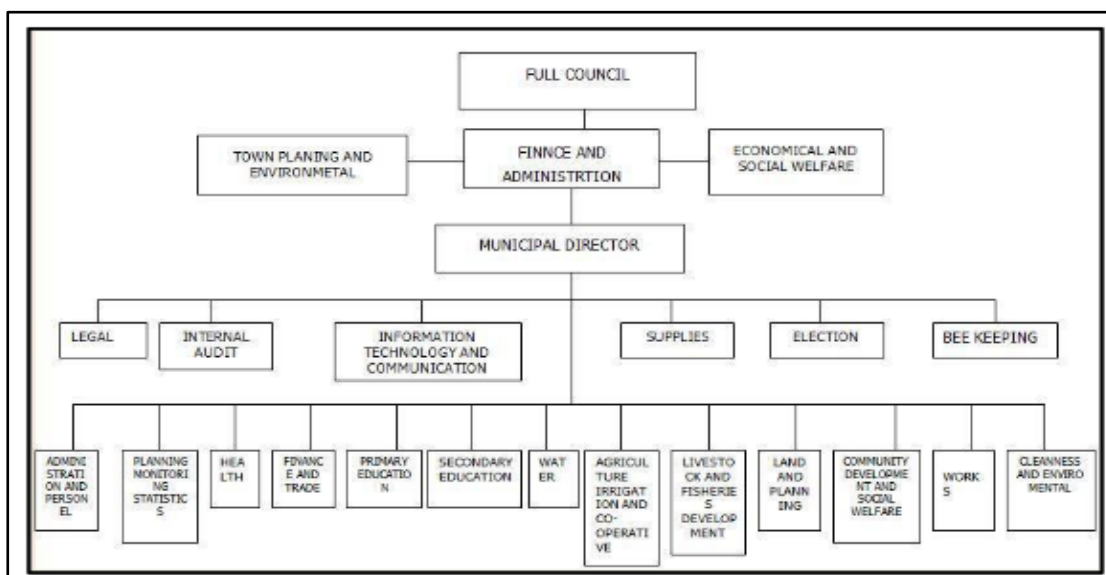 FULL COUNCIL
TOWN PLANING AND
ENVIRONMETAL
FINNCE AND
ADMINISTRTION
ECONOMICAL AND
SOCIAL WELFARE
MUNICIPAL DIRECTOR
LEGAL
INTERNAL
AUDIT
INFORMATION
TECHNOLOGY AND
COMMUNICATION
SUPPLIES
ELECTION
BEE KEEPING
ADMINI
STRATI
ON AND
PERSON
EL
PLANNING
MONITORI
NG
STATISTIC
S
HEA
LTH
FINANC
E AND
TRADE
PRIMARY
EDUCATIO
N
SECONDARY
EDUCATION
WAT
ER
AGRICUL
TURE
IRRIGAT
ION AND
CO-
OPERATI
VE
LIVESTO
CK AND
FISHERIE
S
DEVELOP
MENT
LAND
AND
PLANN
ING
COMMUNITY
DEVELOPME
NT AND
SOCIAL
WELFARE
WORK
S
CLEANNESS
AND ENVIRO
MENTAL